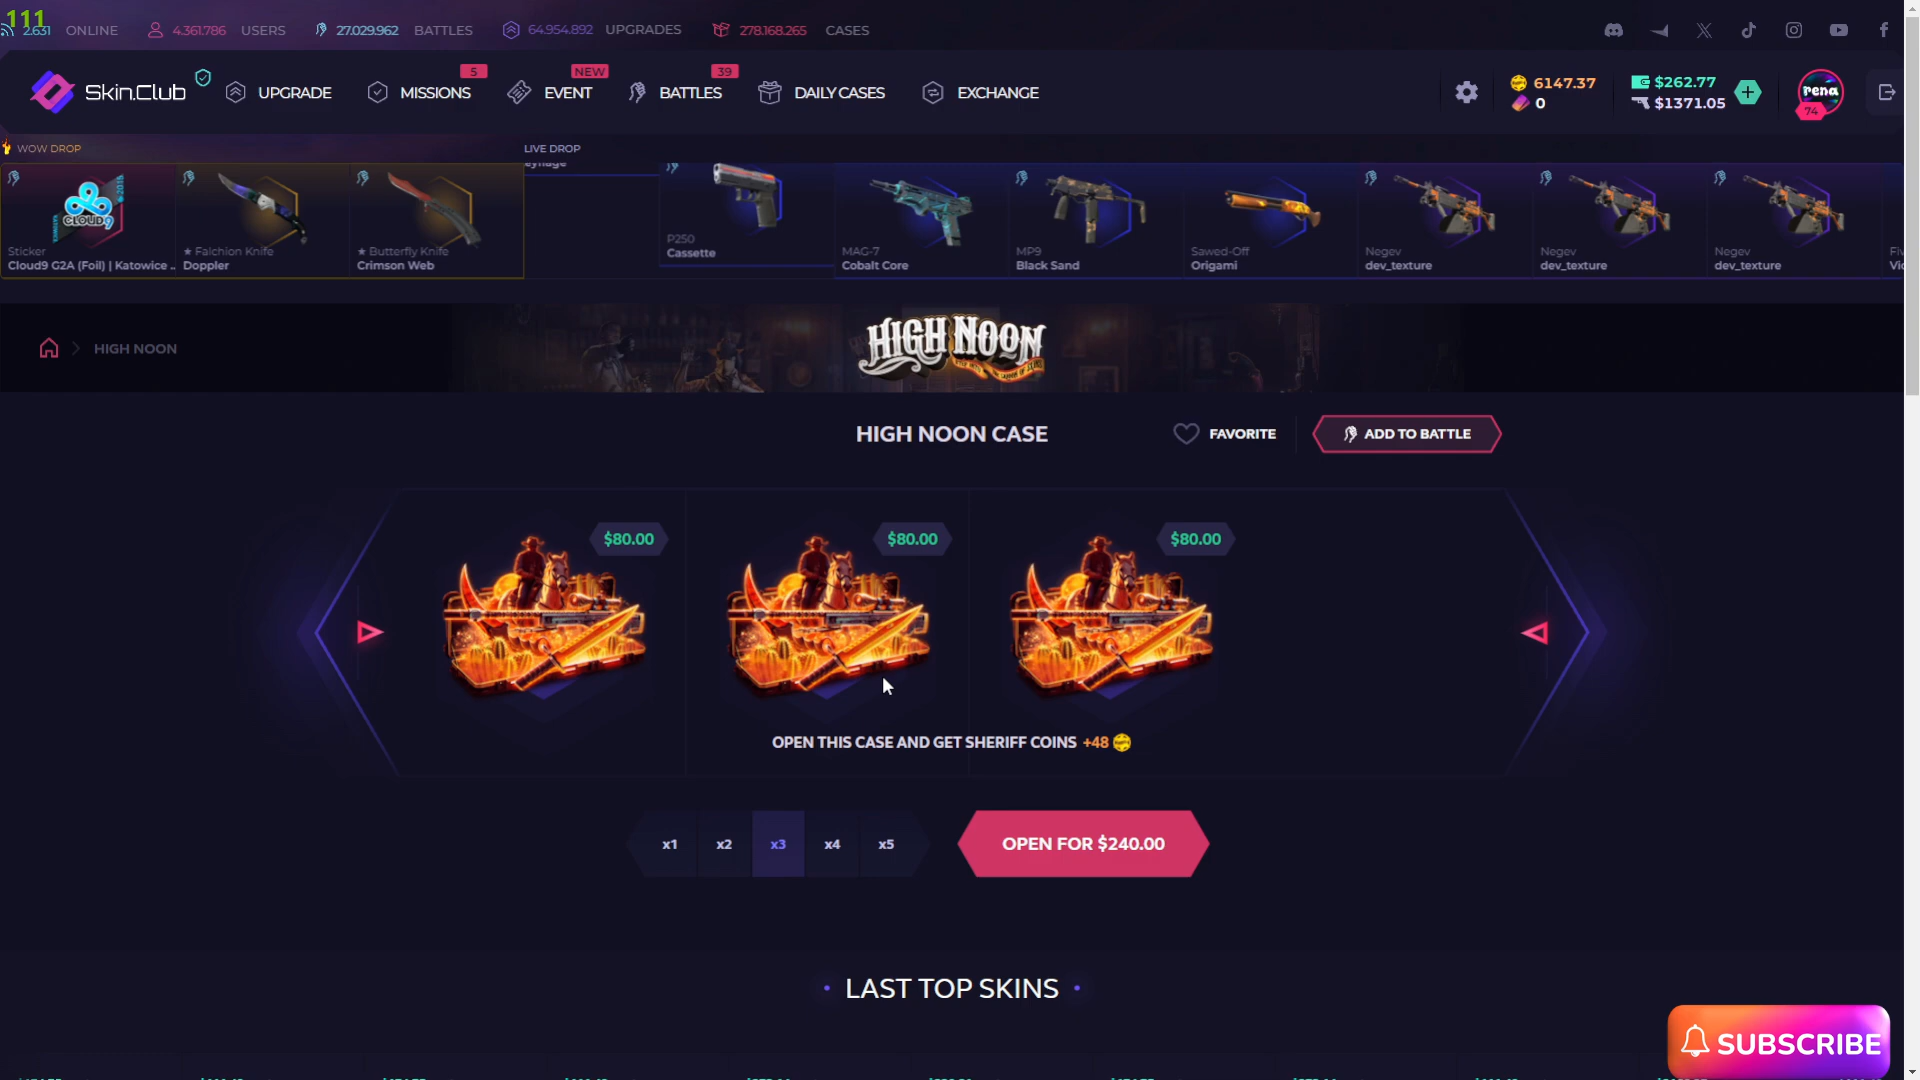 111
2.631 ONLINE 4.361.786 USERS 27.029.962 BATTLES 64.954.892 UPGRADES 278.168.265 CASES
Skin.Club UPGRADE MISSIONS 5 EVENT NEW BATTLES 39 DAILY CASES EXCHANGE
6147.37
0
$262.77
$1371.05
rena
74
WOW DROP
LIVE DROP
Sticker
Cloud9 G2A (Foil) | Katowice ..
★ Falchion Knife
Doppler
★ Butterfly Knife
Crimson Web
P250
Cassette
MAG-7
Cobalt Core
MP9
Black Sand
Sawed-Off
Origami
Negev
dev_texture
Negev
dev_texture
Negev
dev_texture
HIGH NOON
HIGH NOON
HIGH NOON CASE
FAVORITE
ADD TO BATTLE
$80.00
$80.00
$80.00
OPEN THIS CASE AND GET SHERIFF COINS +48
x1 x2 x3 x4 x5
OPEN FOR $240.00
• LAST TOP SKINS •
SUBSCRIBE